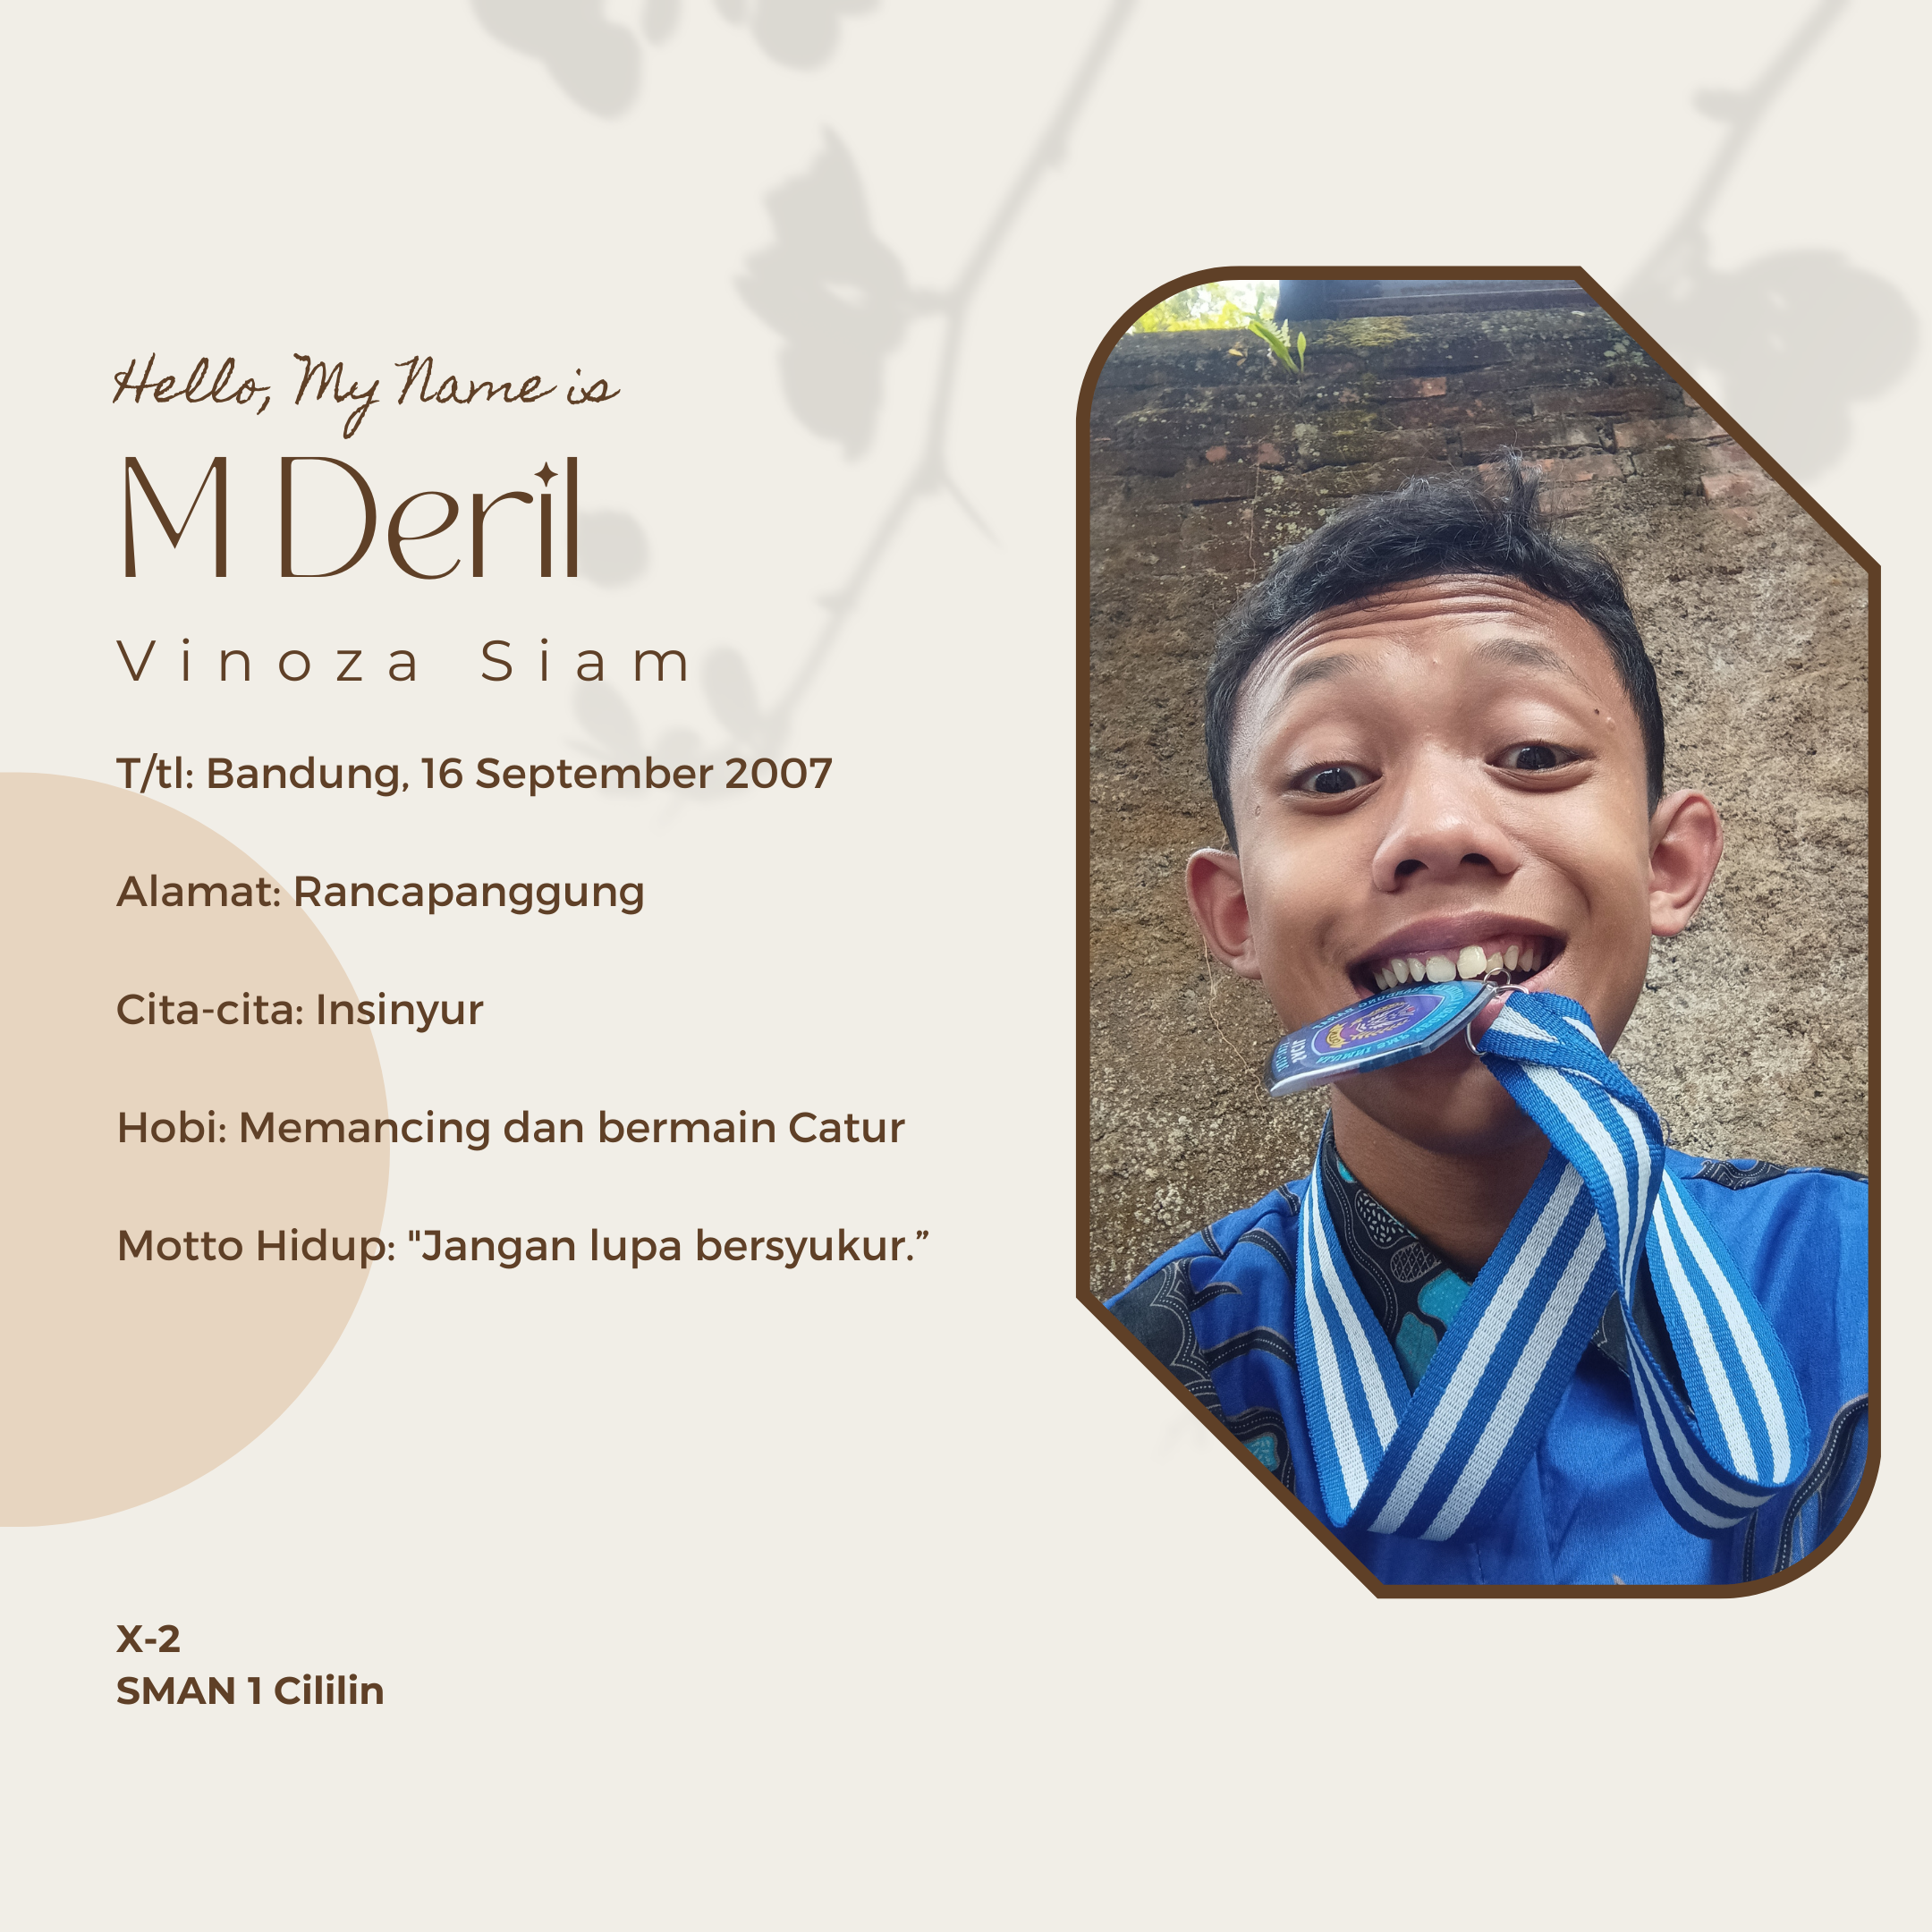 Hello, My Name is
M Deril
Vinoza Siam
T/tl: Bandung, 16 September 2007
Alamat: Rancapanggung
Cita-cita: Insinyur
Hobi: Memancing dan bermain Catur
Motto Hidup: "Jangan lupa bersyukur.”
X-2
SMAN 1 Cililin